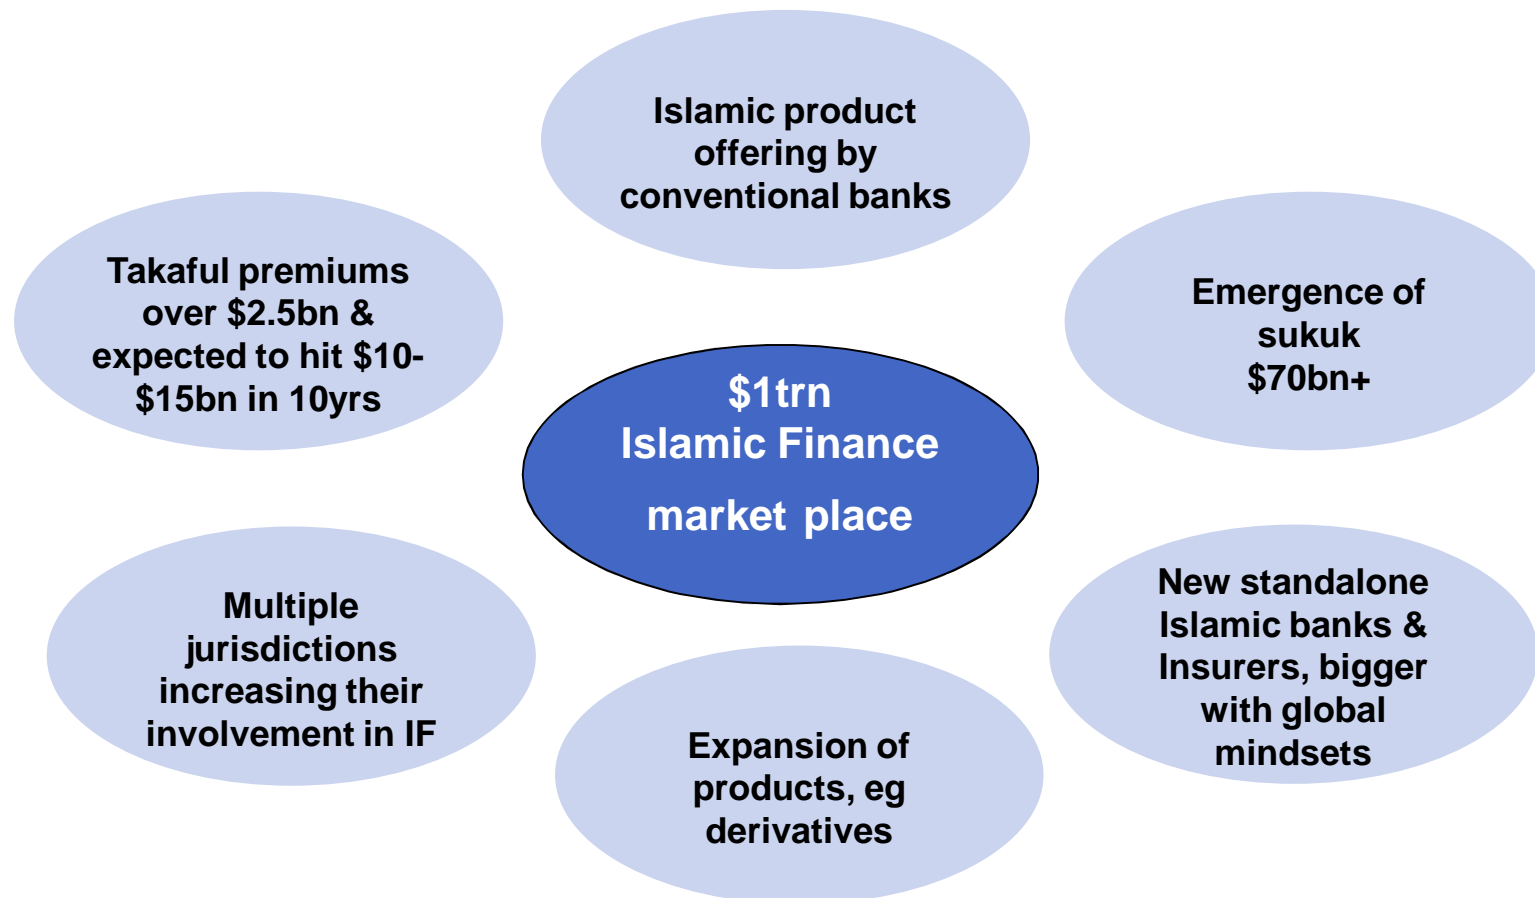 Islamic product
offering by
conventional banks
Takaful premiums
over $2.5bn &
expected to hit $10-
$15bn in 10yrs
Emergence of
sukuk
$70bn+
$1trn
Islamic Finance
market place
Multiple
jurisdictions
increasing their
involvement in IF
New standalone
Islamic banks &
Insurers, bigger
with global
mindsets
Expansion of
products, eg
derivatives